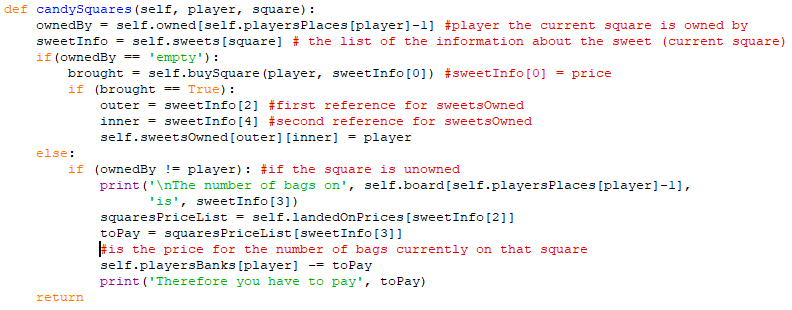 def candySquares(self, player, square):
    ownedBy = self.owned[self.playersPlaces[player]-1] #player the current square is owned by
    sweetInfo = self.sweets[square] # the list of the information about the sweet (current square)
    if(ownedBy == 'empty'):
        brought = self.buySquare(player, sweetInfo[0]) #sweetInfo[0] = price
        if (brought == True):
            outer = sweetInfo[2] #first reference for sweetsOwned
            inner = sweetInfo[4] #second reference for sweetsOwned
            self.sweetsOwned[outer][inner] = player
    else:
        if (ownedBy != player): #if the square is unowned
            print('\nThe number of bags on', self.board[self.playersPlaces[player]-1],
                  'is', sweetInfo[3])
            squaresPriceList = self.landedOnPrices[sweetInfo[2]]
            toPay = squaresPriceList[sweetInfo[3]]
            #is the price for the number of bags currently on that square
            self.playersBanks[player] -= toPay
            print('Therefore you have to pay', toPay)
    return